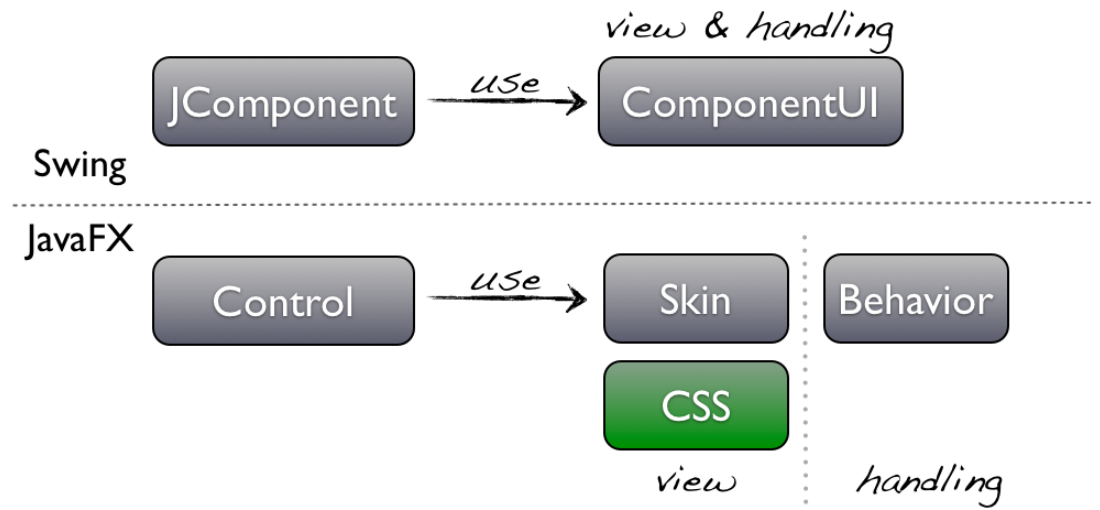 view & handling
JComponent
use
ComponentUI
Swing
JavaFX
Control
use
Skin
Behavior
CSS
view
handling